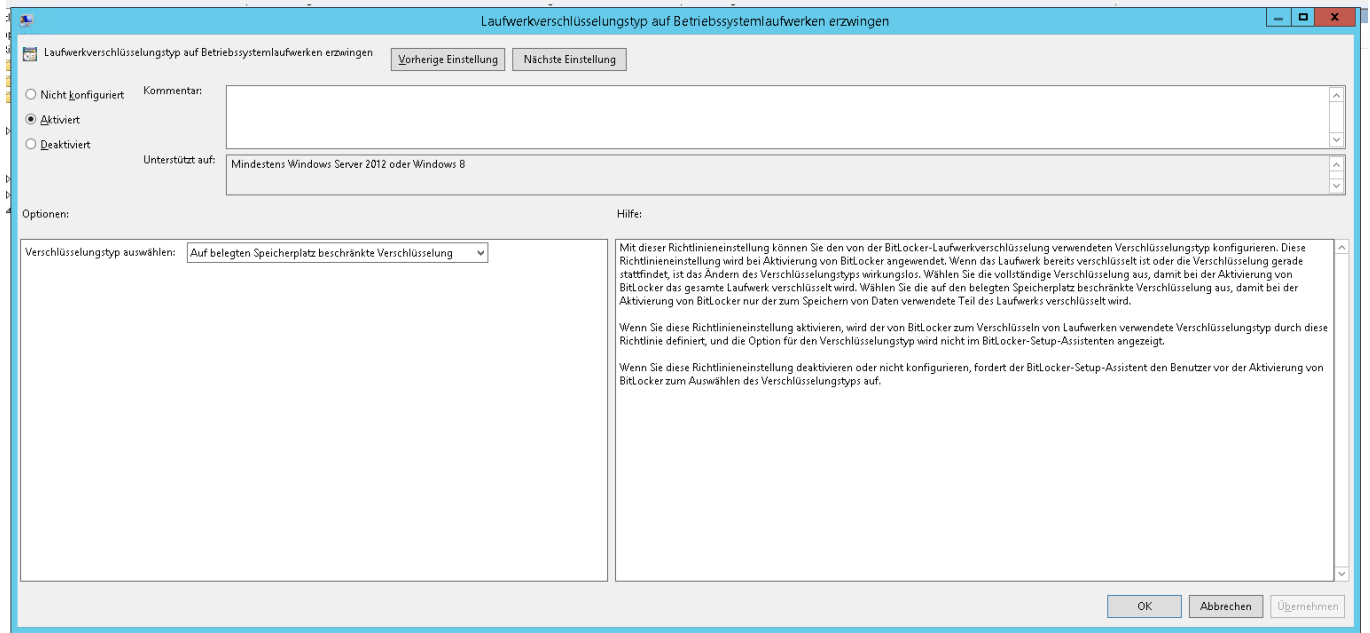 Laufwerkverschlüsselungstyp auf Betriebssystemlaufwerken erzwingen
Laufwerkverschlüsselungstyp auf Betriebssystemlaufwerken erzwingen
Vorherige Einstellung
Nächste Einstellung
Nicht konfiguriert
Kommentar:
Aktiviert
Deaktiviert
Unterstützt auf:
Mindestens Windows Server 2012 oder Windows 8
Optionen:
Hilfe:
Verschlüsselungstyp auswählen:
Auf belegten Speicherplatz beschränkte Verschlüsselung
Mit dieser Richtlinieneinstellung können Sie den von der BitLocker-Laufwerkverschlüsselung verwendeten Verschlüsselungstyp konfigurieren. Diese
Richtlinieneinstellung wird bei Aktivierung von BitLocker angewendet. Wenn das Laufwerk bereits verschlüsselt ist oder die Verschlüsselung gerade
stattfindet, ist das Ändern des Verschlüsselungstyps wirkungslos. Wählen Sie die vollständige Verschlüsselung aus, damit bei der Aktivierung von
BitLocker das gesamte Laufwerk verschlüsselt wird. Wählen Sie die auf den belegten Speicherplatz beschränkte Verschlüsselung aus, damit bei der
Aktivierung von BitLocker nur der zum Speichern von Daten verwendete Teil des Laufwerks verschlüsselt wird.
Wenn Sie diese Richtlinieneinstellung aktivieren, wird der von BitLocker zum Verschlüsseln von Laufwerken verwendete Verschlüsselungstyp durch diese
Richtlinie definiert, und die Option für den Verschlüsselungstyp wird nicht im BitLocker-Setup-Assistenten angezeigt.
Wenn Sie diese Richtlinieneinstellung deaktivieren oder nicht konfigurieren, fordert der BitLocker-Setup-Assistent den Benutzer vor der Aktivierung von
BitLocker zum Auswählen des Verschlüsselungstyps auf.
OK
Abbrechen
Übernehmen